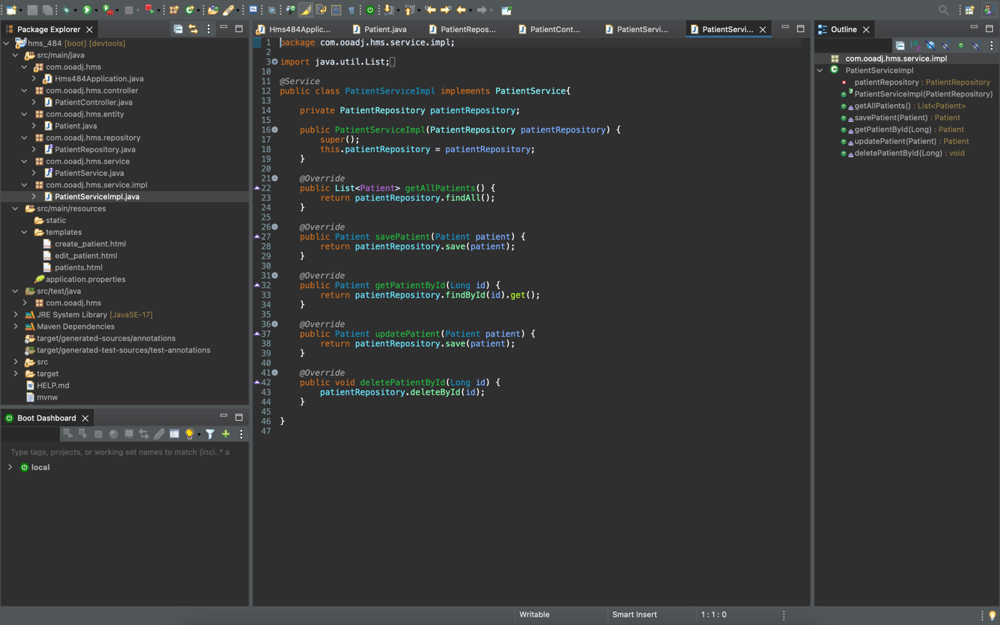 Package Explorer
hms_484 [boot] [devtools]
src/main/java
com.ooadj.hms
Hms484Application.java
com.ooadj.hms.controller
PatientController.java
com.ooadj.hms.entity
Patient.java
com.ooadj.hms.repository
PatientRepository.java
com.ooadj.hms.service
PatientService.java
com.ooadj.hms.service.impl
PatientServiceImpl.java
src/main/resources
static
templates
create_patient.html
edit_patient.html
patients.html
application.properties
src/test/java
com.ooadj.hms
JRE System Library [JavaSE-17]
Maven Dependencies
target/generated-sources/annotations
target/generated-test-sources/test-annotations
src
target
HELP.md
mvnw
Boot Dashboard
Type tags, projects, or working set names to match (incl. * a
local
Hms484Applic... Patient.java PatientRepos... PatientCont... PatientServi... PatientServi...
1 package com.ooadj.hms.service.impl;
2
3 import java.util.List;
10
11 @Service
12 public class PatientServiceImpl implements PatientService{
13
14 private PatientRepository patientRepository;
15
16 public PatientServiceImpl(PatientRepository patientRepository) {
17 super();
18 this.patientRepository = patientRepository;
19 }
20
21 @Override
22 public List<Patient> getAllPatients() {
23 return patientRepository.findAll();
24 }
25
26 @Override
27 public Patient savePatient(Patient patient) {
28 return patientRepository.save(patient);
29 }
30
31 @Override
32 public Patient getPatientById(Long id) {
33 return patientRepository.findById(id).get();
34 }
35
36 @Override
37 public Patient updatePatient(Patient patient) {
38 return patientRepository.save(patient);
39 }
40
41 @Override
42 public void deletePatientById(Long id) {
43 patientRepository.deleteById(id);
44 }
45
46 }
47
Outline
com.ooadj.hms.service.impl
PatientServiceImpl
patientRepository : PatientRepository
PatientServiceImpl(PatientRepository)
getAllPatients() : List<Patient>
savePatient(Patient) : Patient
getPatientById(Long) : Patient
updatePatient(Patient) : Patient
deletePatientById(Long) : void
Writable Smart Insert 1 : 1 : 0